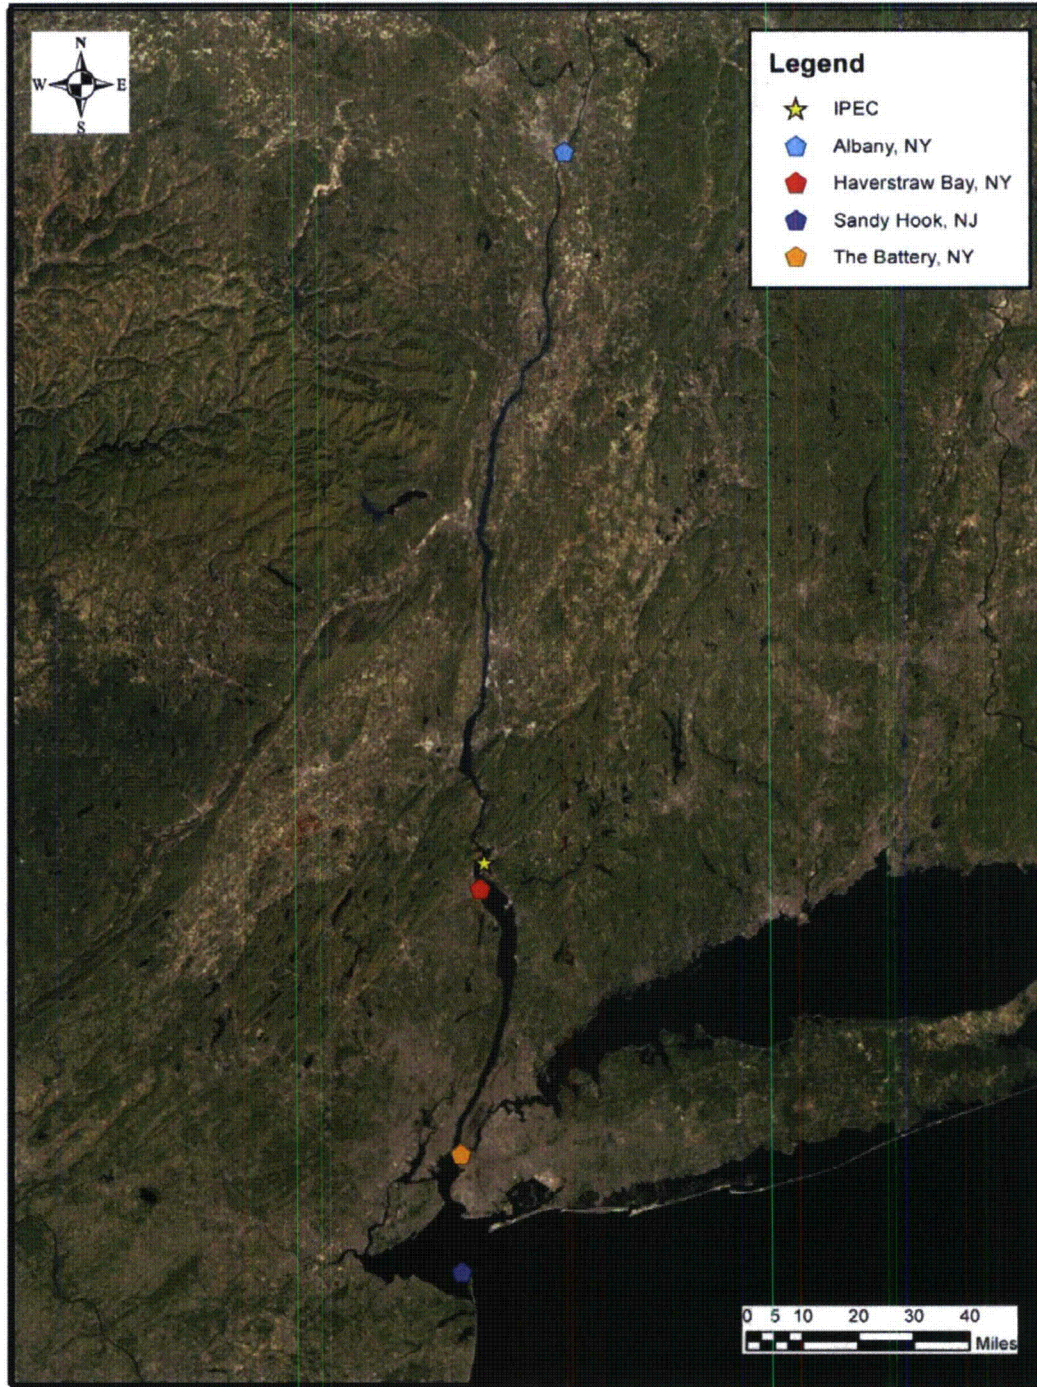 N
W E
S
Legend
IPEC
Albany, NY
Haverstraw Bay, NY
Sandy Hook, NJ
The Battery, NY
0 5 10 20 30 40
Miles